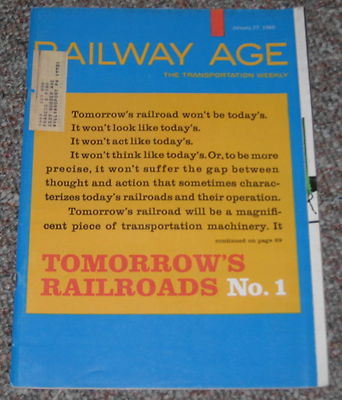 January 27, 1964
RAILWAY AGE
THE TRANSPORTATION WEEKLY
Tomorrow's railroad won't be today's.
It won't look like today's.
It won't act like today's.
It won't think like today's. Or, to be more
precise, it won't suffer the gap between
thought and action that sometimes charac-
terizes today's railroads and their operation.
Tomorrow's railroad will be a magnifi-
cent piece of transportation machinery. It
continued on page 69
TOMORROW'S
RAILROADS No. 1